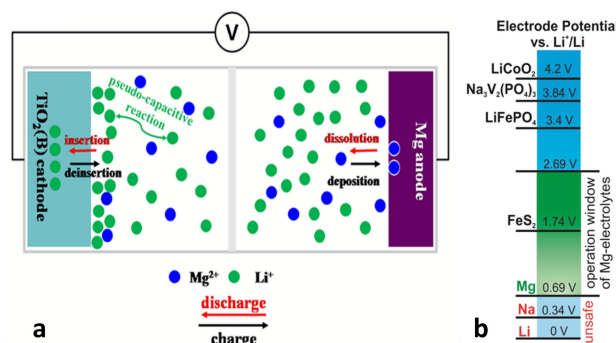 V
TiO₂(B) cathode
pseudo-capacitive
reaction
insertion
deinsertion
dissolution
deposition
Mg anode
Mg²⁺ Li⁺
discharge
charge
a
Electrode Potential
vs. Li⁺/Li
LiCoO₂ 4.2 V
Na₃V₂(PO₄)₃ 3.84 V
LiFePO₄ 3.4 V
2.69 V
FeS₂ 1.74 V
Mg 0.69 V
Na 0.34 V
Li 0 V
operation window
of Mg-electrolytes
unsafe
b